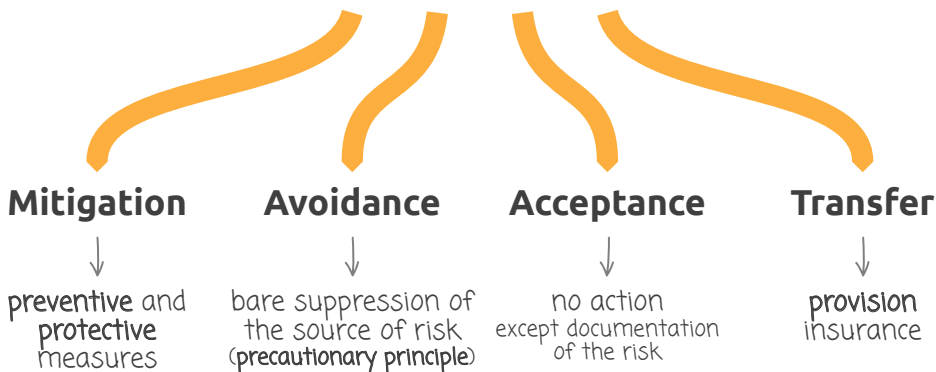 Mitigation
Avoidance
Acceptance
Transfer
preventive and
protective
measures
bare suppression of
the source of risk
(precautionary principle)
no action
except documentation
of the risk
provision
insurance